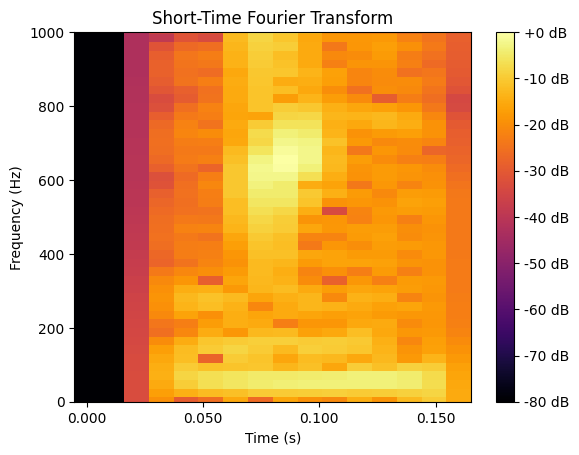 Short-Time Fourier Transform
1000
800
600
400
200
0
Frequency (Hz)
0.000
0.050
0.100
0.150
Time (s)
+0 dB
-10 dB
-20 dB
-30 dB
-40 dB
-50 dB
-60 dB
-70 dB
-80 dB